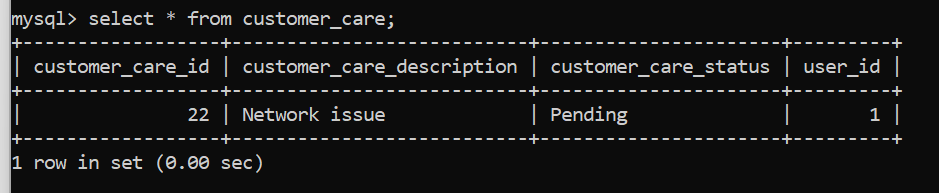 mysql> select * from customer_care;
+------------------+---------------------------+----------------------+---------+
| customer_care_id | customer_care_description | customer_care_status | user_id |
+------------------+---------------------------+----------------------+---------+
|               22 | Network issue             | Pending              |       1 |
+------------------+---------------------------+----------------------+---------+
1 row in set (0.00 sec)